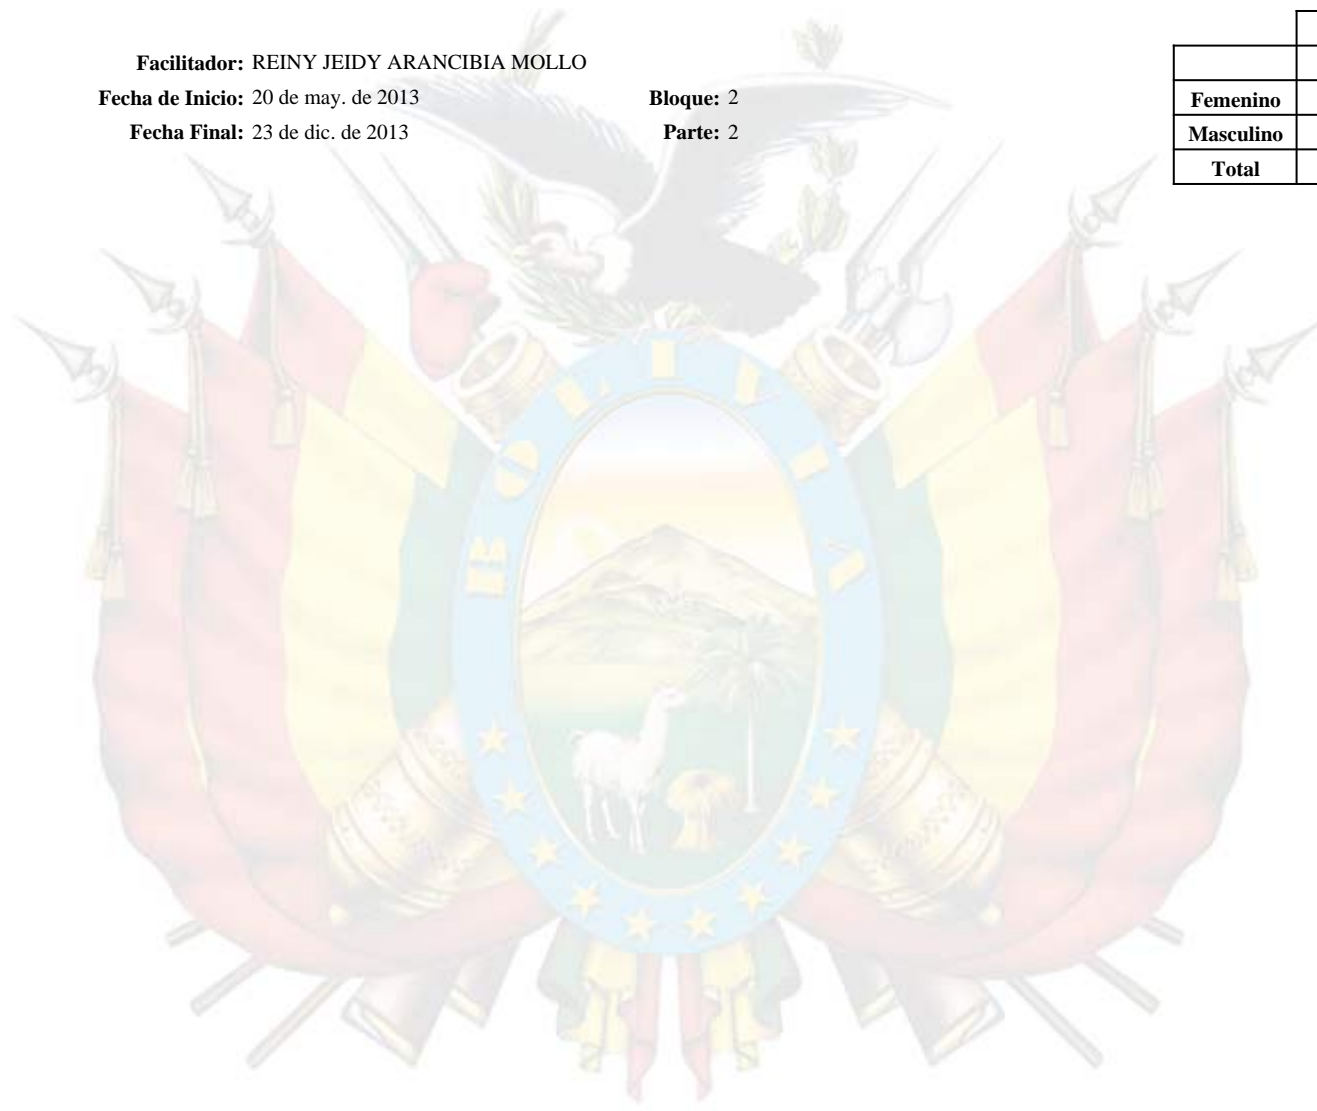 Facilitador: REINY JEIDY ARANCIBIA MOLLO
Fecha de Inicio: 20 de may. de 2013 Bloque: 2
Fecha Final: 23 de dic. de 2013 Parte: 2
Femenino
Masculino
Total
BOLIVIA